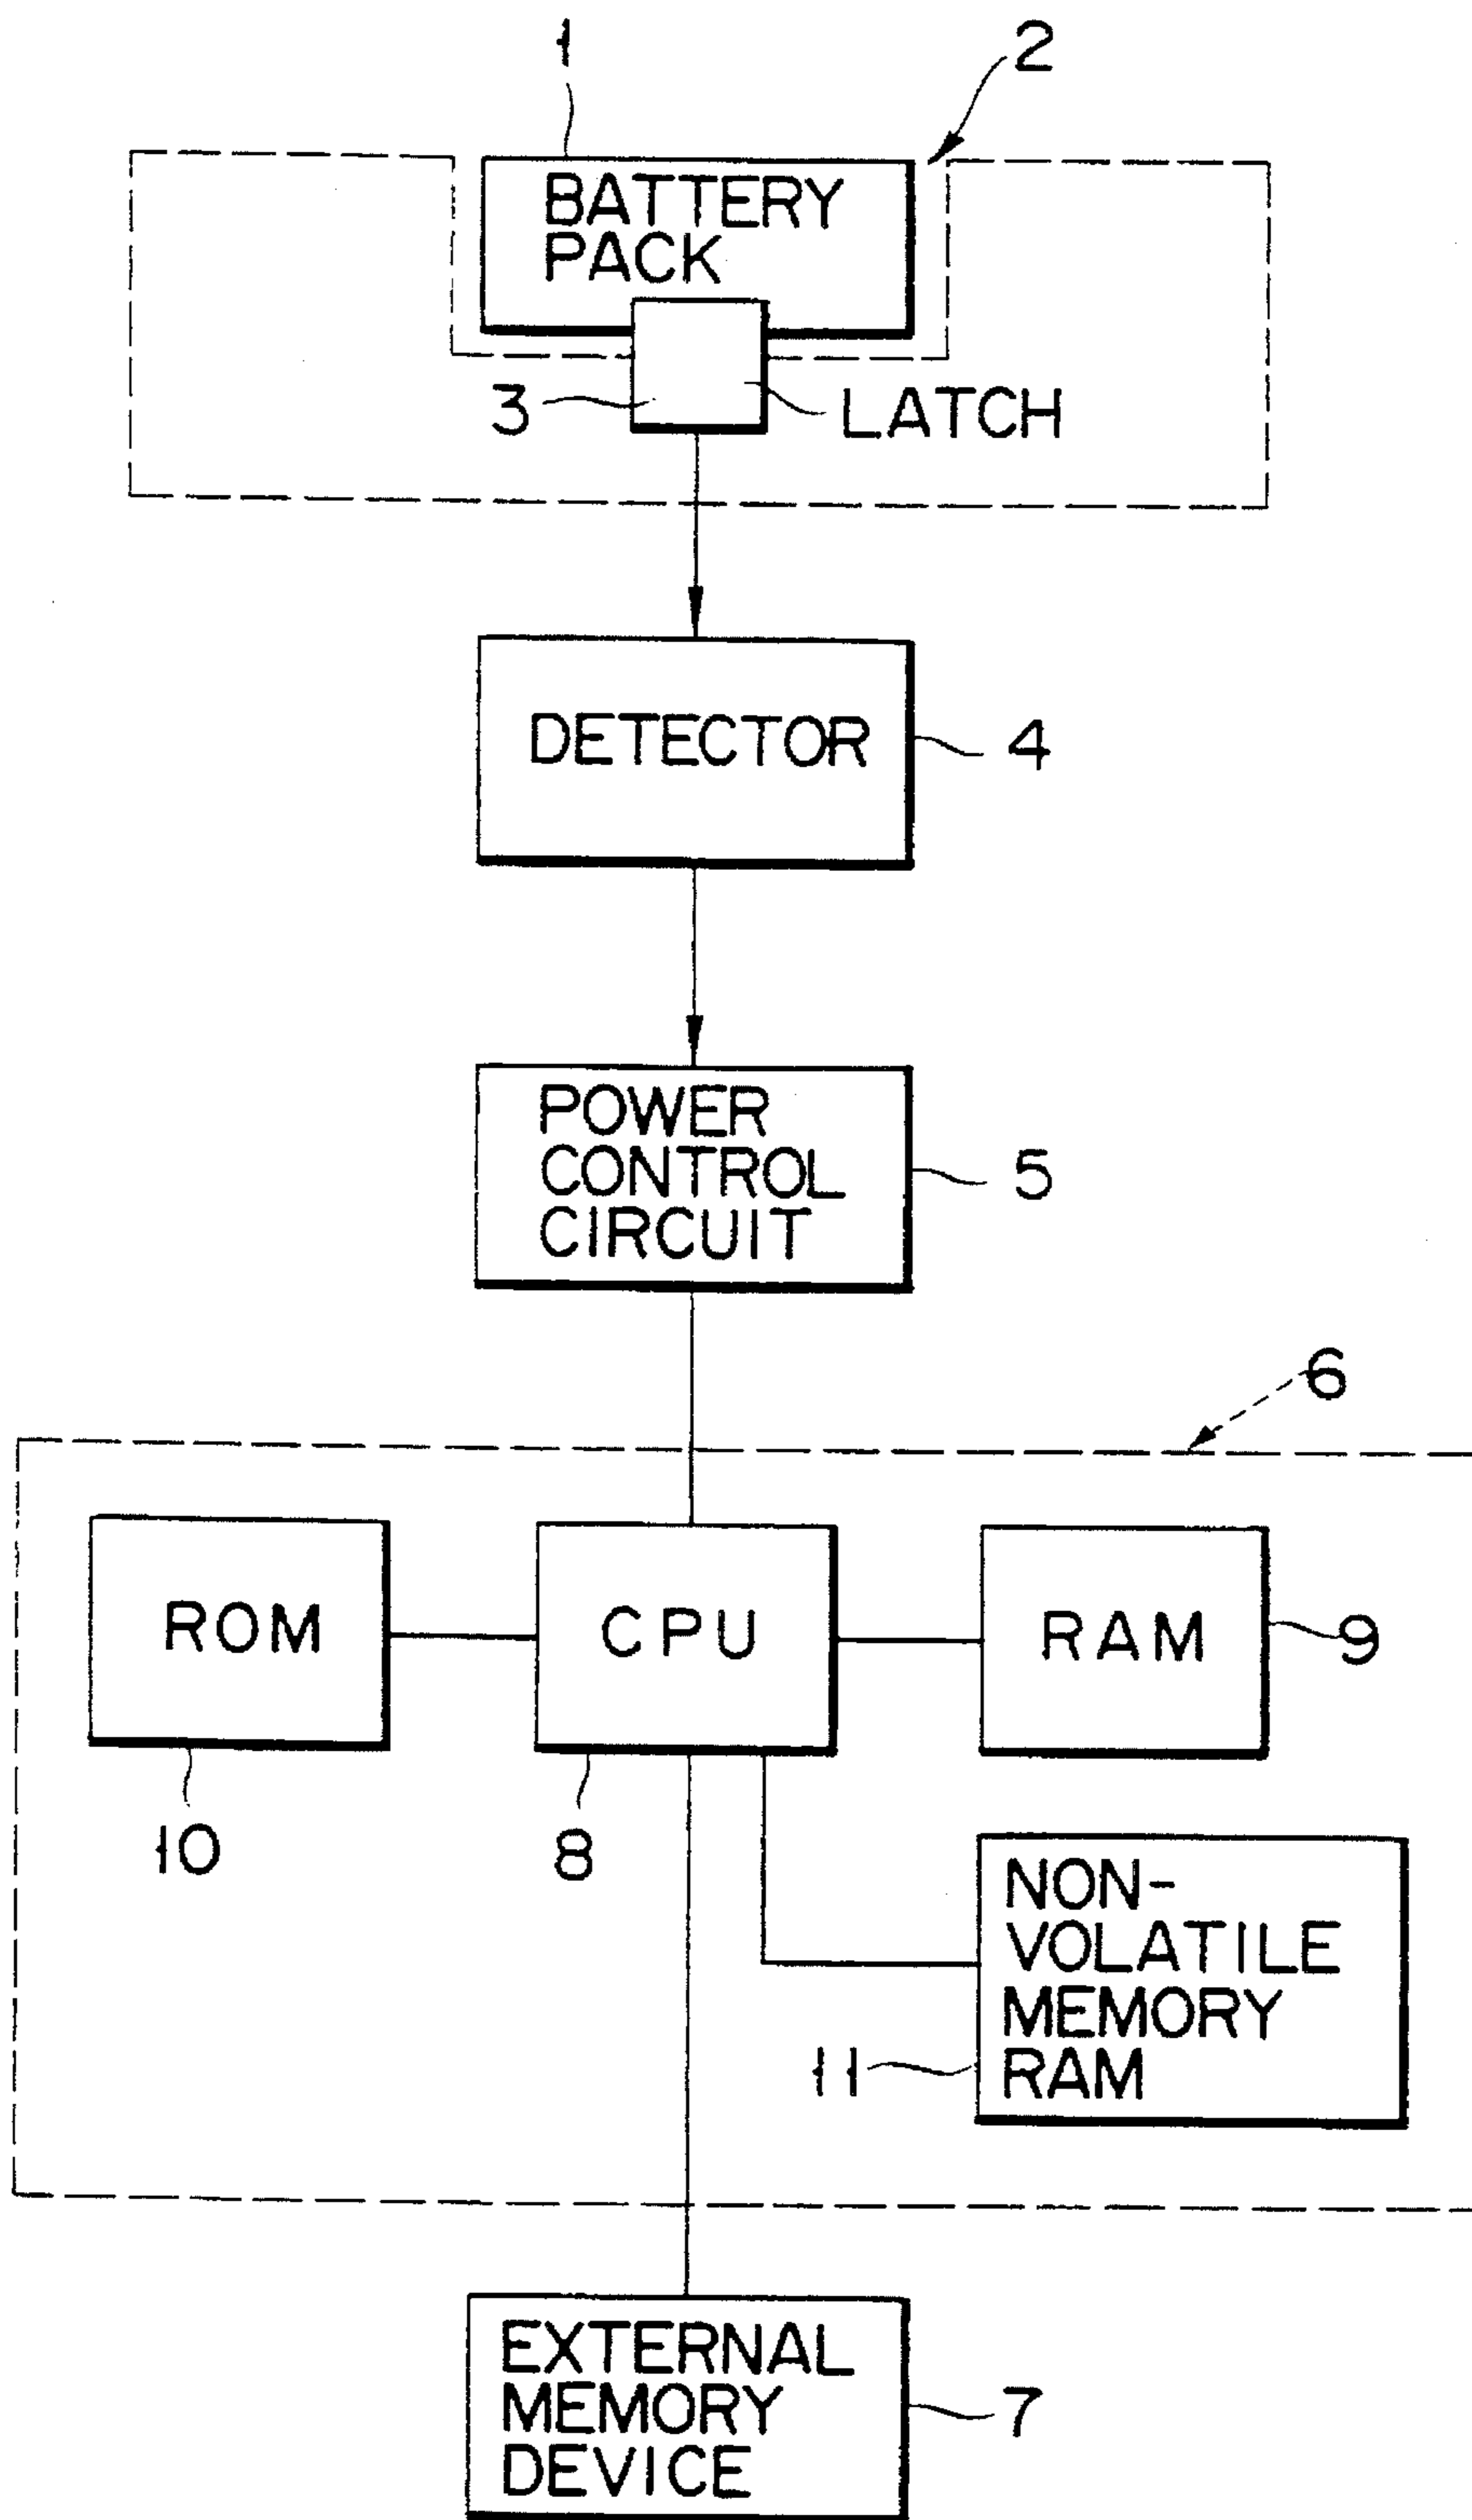 1
2
BATTERY
PACK
3
LATCH
DETECTOR
4
POWER
CONTROL
CIRCUIT
5
6
ROM
CPU
RAM
9
10
8
NON-
VOLATILE
MEMORY
RAM
11
EXTERNAL
MEMORY
DEVICE
7